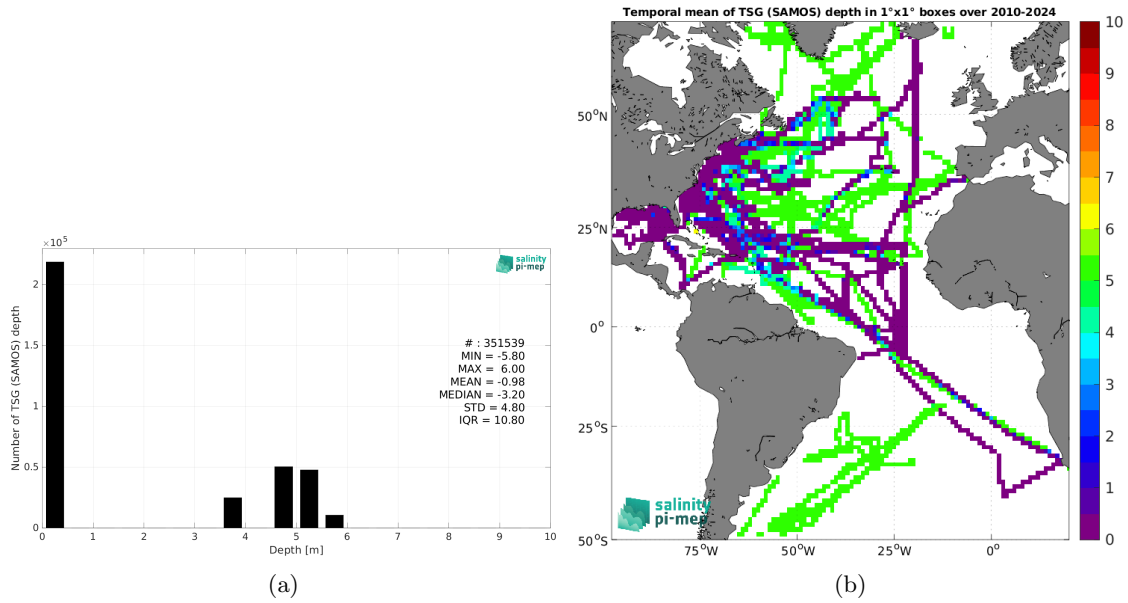 ×10⁵
2
1.5
1
0.5
0
Number of TSG (SAMOS) depth
salinity
pi-mep
# : 351539
MIN = -5.80
MAX = 6.00
MEAN = -0.98
MEDIAN = -3.20
STD = 4.80
IQR = 10.80
0 1 2 3 4 5 6 7 8 9 10
Depth [m]
(a)
Temporal mean of TSG (SAMOS) depth in 1°x1° boxes over 2010-2024
50°N
25°N
0°
25°S
50°S
75°W 50°W 25°W 0°
salinity
pi-mep
10
9
8
7
6
5
4
3
2
1
0
(b)